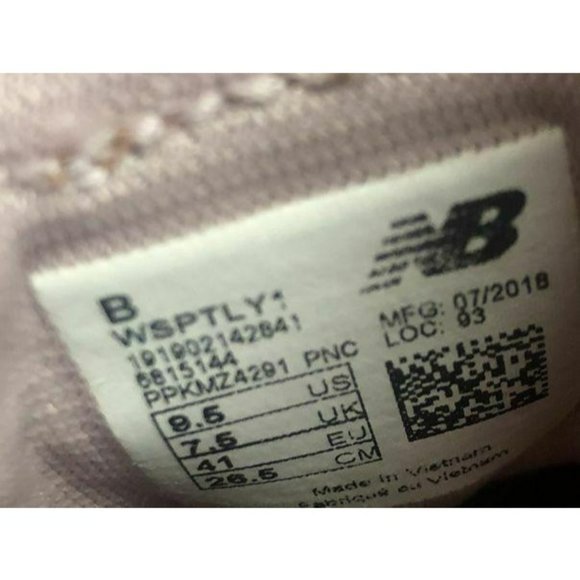 NB
B
WSPTLY1
191902142841
6815144
PPKMZ4291 PNC
9.5 US
7.5 UK
41 EU
26.5 CM
MFG: 07/2018
LOC: 93
Made in Vietnam
Fabriqué au Vietnam